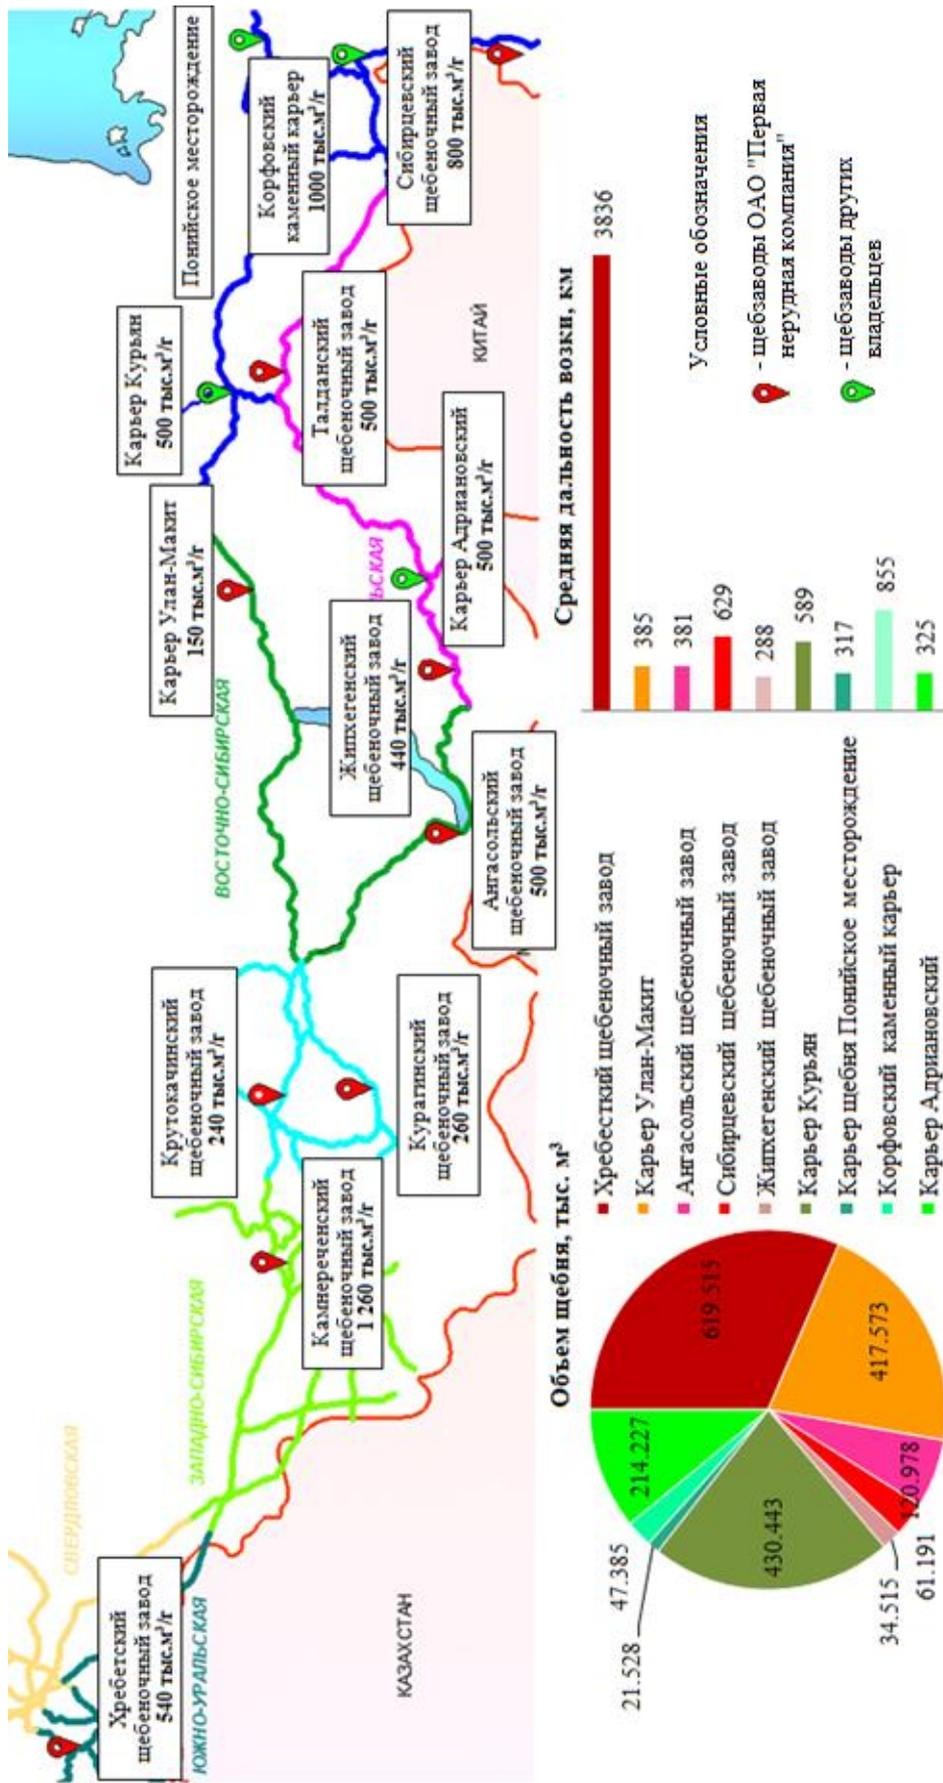 СВЕРДЛОВСКАЯ
Хребетский
щебеночный завод
540 тыс.м³/г
ЮЖНО-УРАЛЬСКАЯ
ЗАПАДНО-СИБИРСКАЯ
КАЗАХСТАН
Камнереченский
щебеночный завод
1 260 тыс.м³/г
Крутокачинский
щебеночный завод
240 тыс.м³/г
Курагинский
щебеночный завод
260 тыс.м³/г
ВОСТОЧНО-СИБИРСКАЯ
Ангасольский
щебеночный завод
500 тыс.м³/г
Жипхегенский
щебеночный завод
440 тыс.м³/г
ЬСКАЯ
Карьер Улан-Макит
150 тыс.м³/г
Карьер Адриановский
500 тыс.м³/г
Карьер Курьян
500 тыс.м³/г
Талданский
щебеночный завод
500 тыс.м³/г
КИТАЙ
Понийское месторождение
Корфовский
каменный карьер
1000 тыс.м³/г
Сибирцевский
щебеночный завод
800 тыс.м³/г
Объем щебня, тыс. м³
619.515
417.573
120.978
61.191
34.515
430.443
21.528
47.385
214.227
Хребесткий щебеночный завод
Карьер Улан-Макит
Ангасольский щебеночный завод
Сибирцевский щебеночный завод
Жипхегенский щебеночный завод
Карьер Курьян
Карьер щебня Понийское месторождение
Корфовский каменный карьер
Карьер Адриановский
Средняя дальность возки, км
3836
385
381
629
288
589
317
855
325
Условные обозначения
- щебзаводы ОАО "Первая
нерудная компания"
- щебзаводы других
владельцев